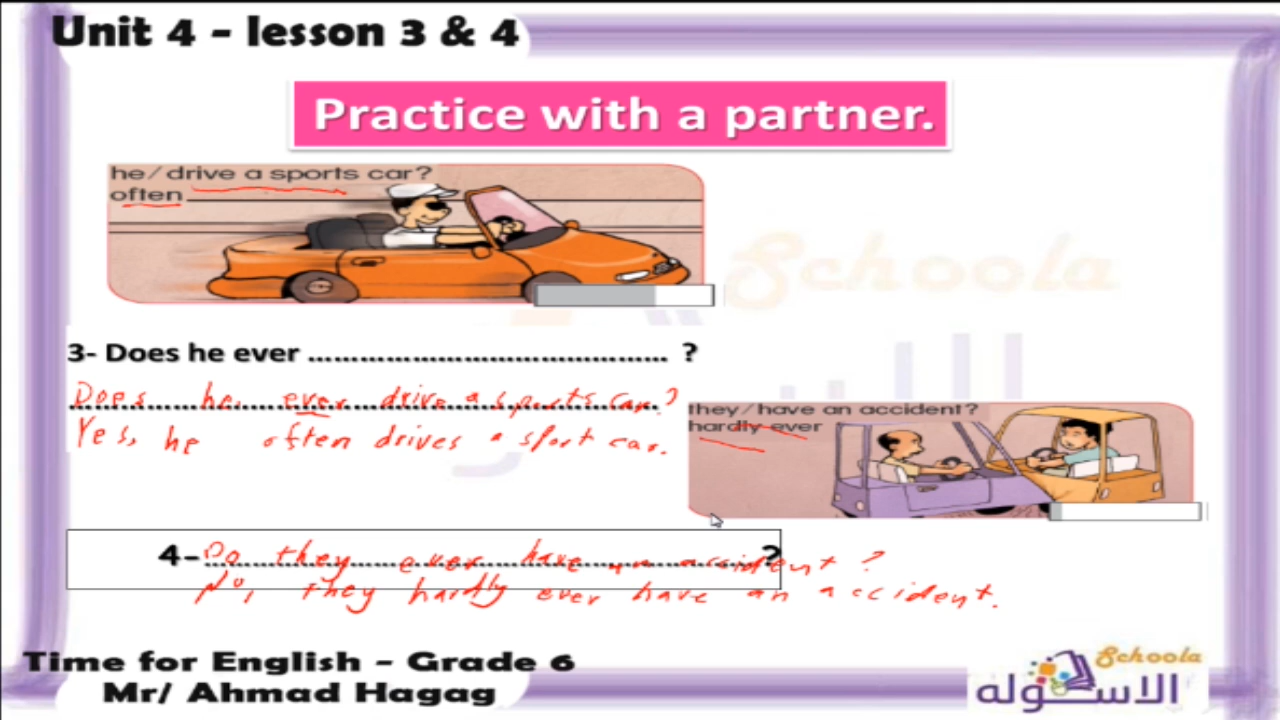 Unit 4 - lesson 3 & 4
Practice with a partner.
he/drive a sports car?
often
3- Does he ever ........................................ ?
Does he ever drive a sports car?
Yes, he often drives a sport car.
they/have an accident?
hardly ever
4- Do they ever have an accident ?
?
No, They hardly ever have an accident.
Time for English - Grade 6
Mr/ Ahmad Hagag
Schoola
الاسكوله
Schoola